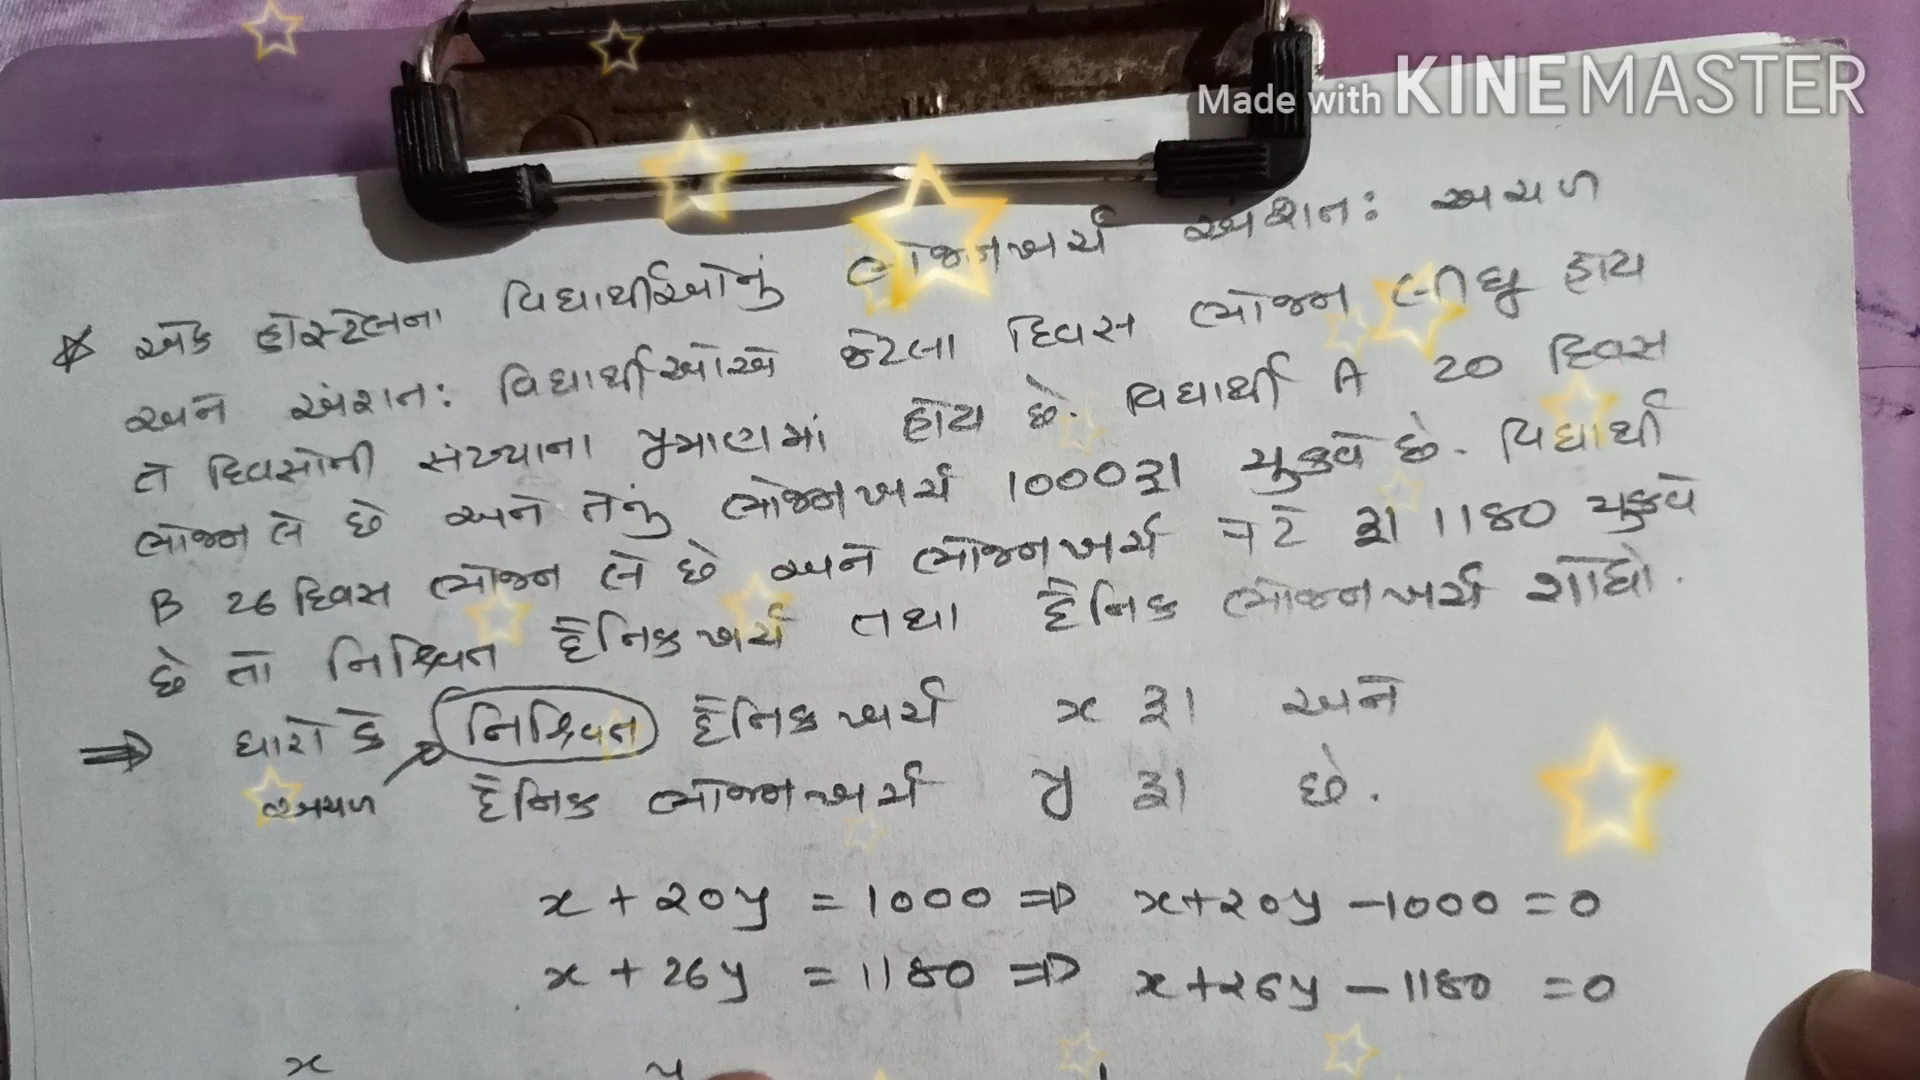 Made with KINEMASTER
* એક હોસ્ટેલના વિદ્યાર્થીઓનું ભોજનખર્ચ અંશતઃ અચળ
અને અંશતઃ વિદ્યાર્થીઓએ કેટલા દિવસ ભોજન લીધુ હોય
તે દિવસોની સંખ્યાના પ્રમાણમાં હોય છે. વિદ્યાર્થી A 20 દિવસ
ભોજન લે છે અને તેનું ભોજનખર્ચ 1000રૂા ચુકવે છે. વિદ્યાર્થી
B 26 દિવસ ભોજન લે છે અને ભોજનખર્ચ પેટે રૂા 1180 ચુકવે
છે તો નિશ્ચિત દૈનિકખર્ચ તથા દૈનિક ભોજનખર્ચ શોધો.
⇒ ધારો કે નિશ્ચિત દૈનિક ખર્ચ x રૂા અને
અચળ દૈનિક ભોજનખર્ચ y રૂા છે.
x + 20y = 1000 ⇒ x+20y -1000 = 0
x + 26y = 1180 ⇒ x+26y - 1180 = 0
x y 1